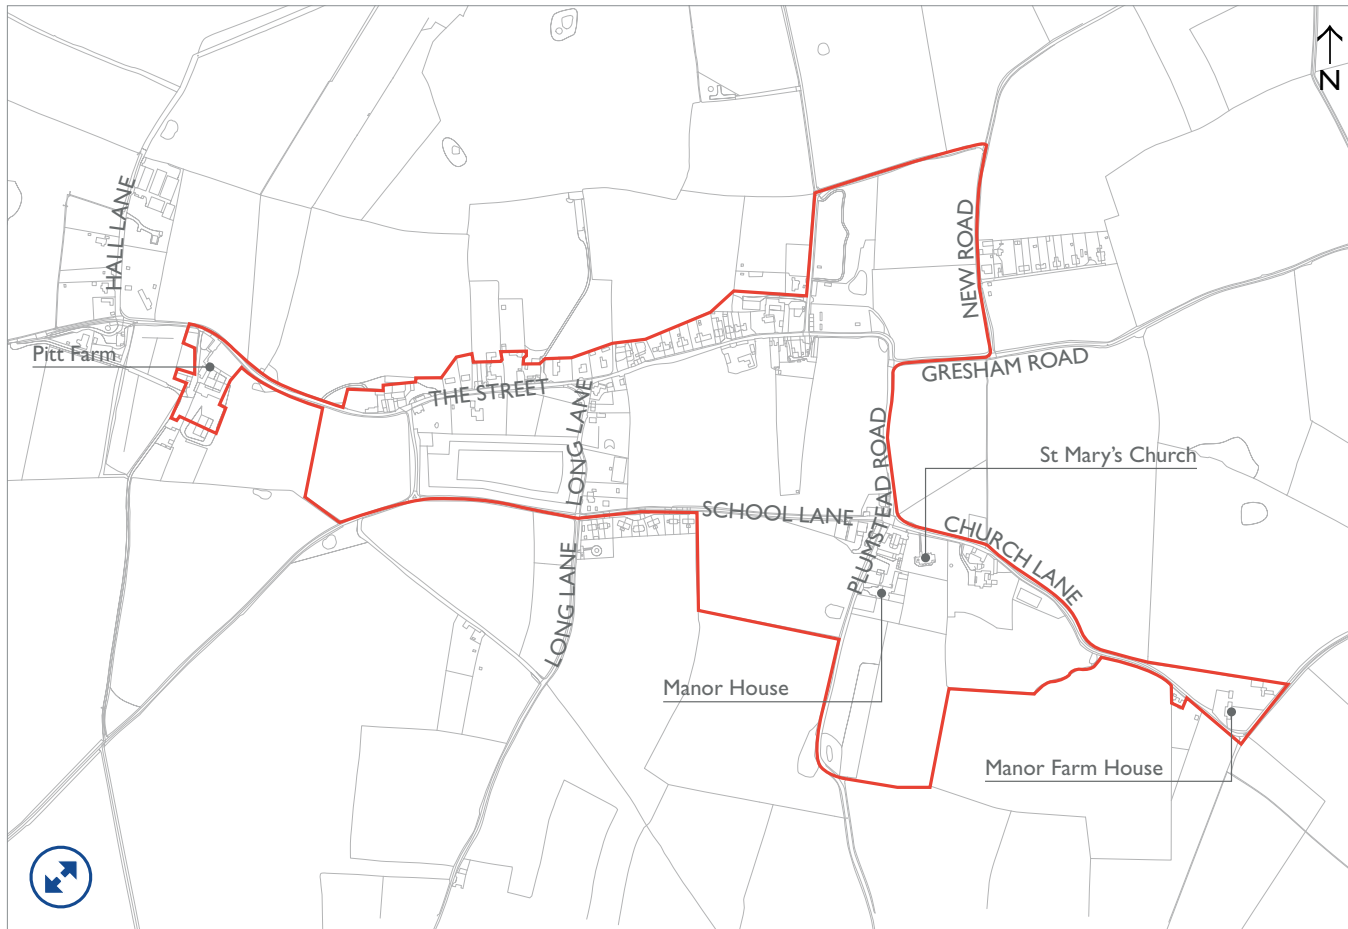 N
HALL LANE
NEW ROAD
Pitt Farm
GRESHAM ROAD
THE STREET
LONG LANE
PLUMSTEAD ROAD
St Mary's Church
SCHOOL LANE
CHURCH LANE
LONG LANE
Manor House
Manor Farm House